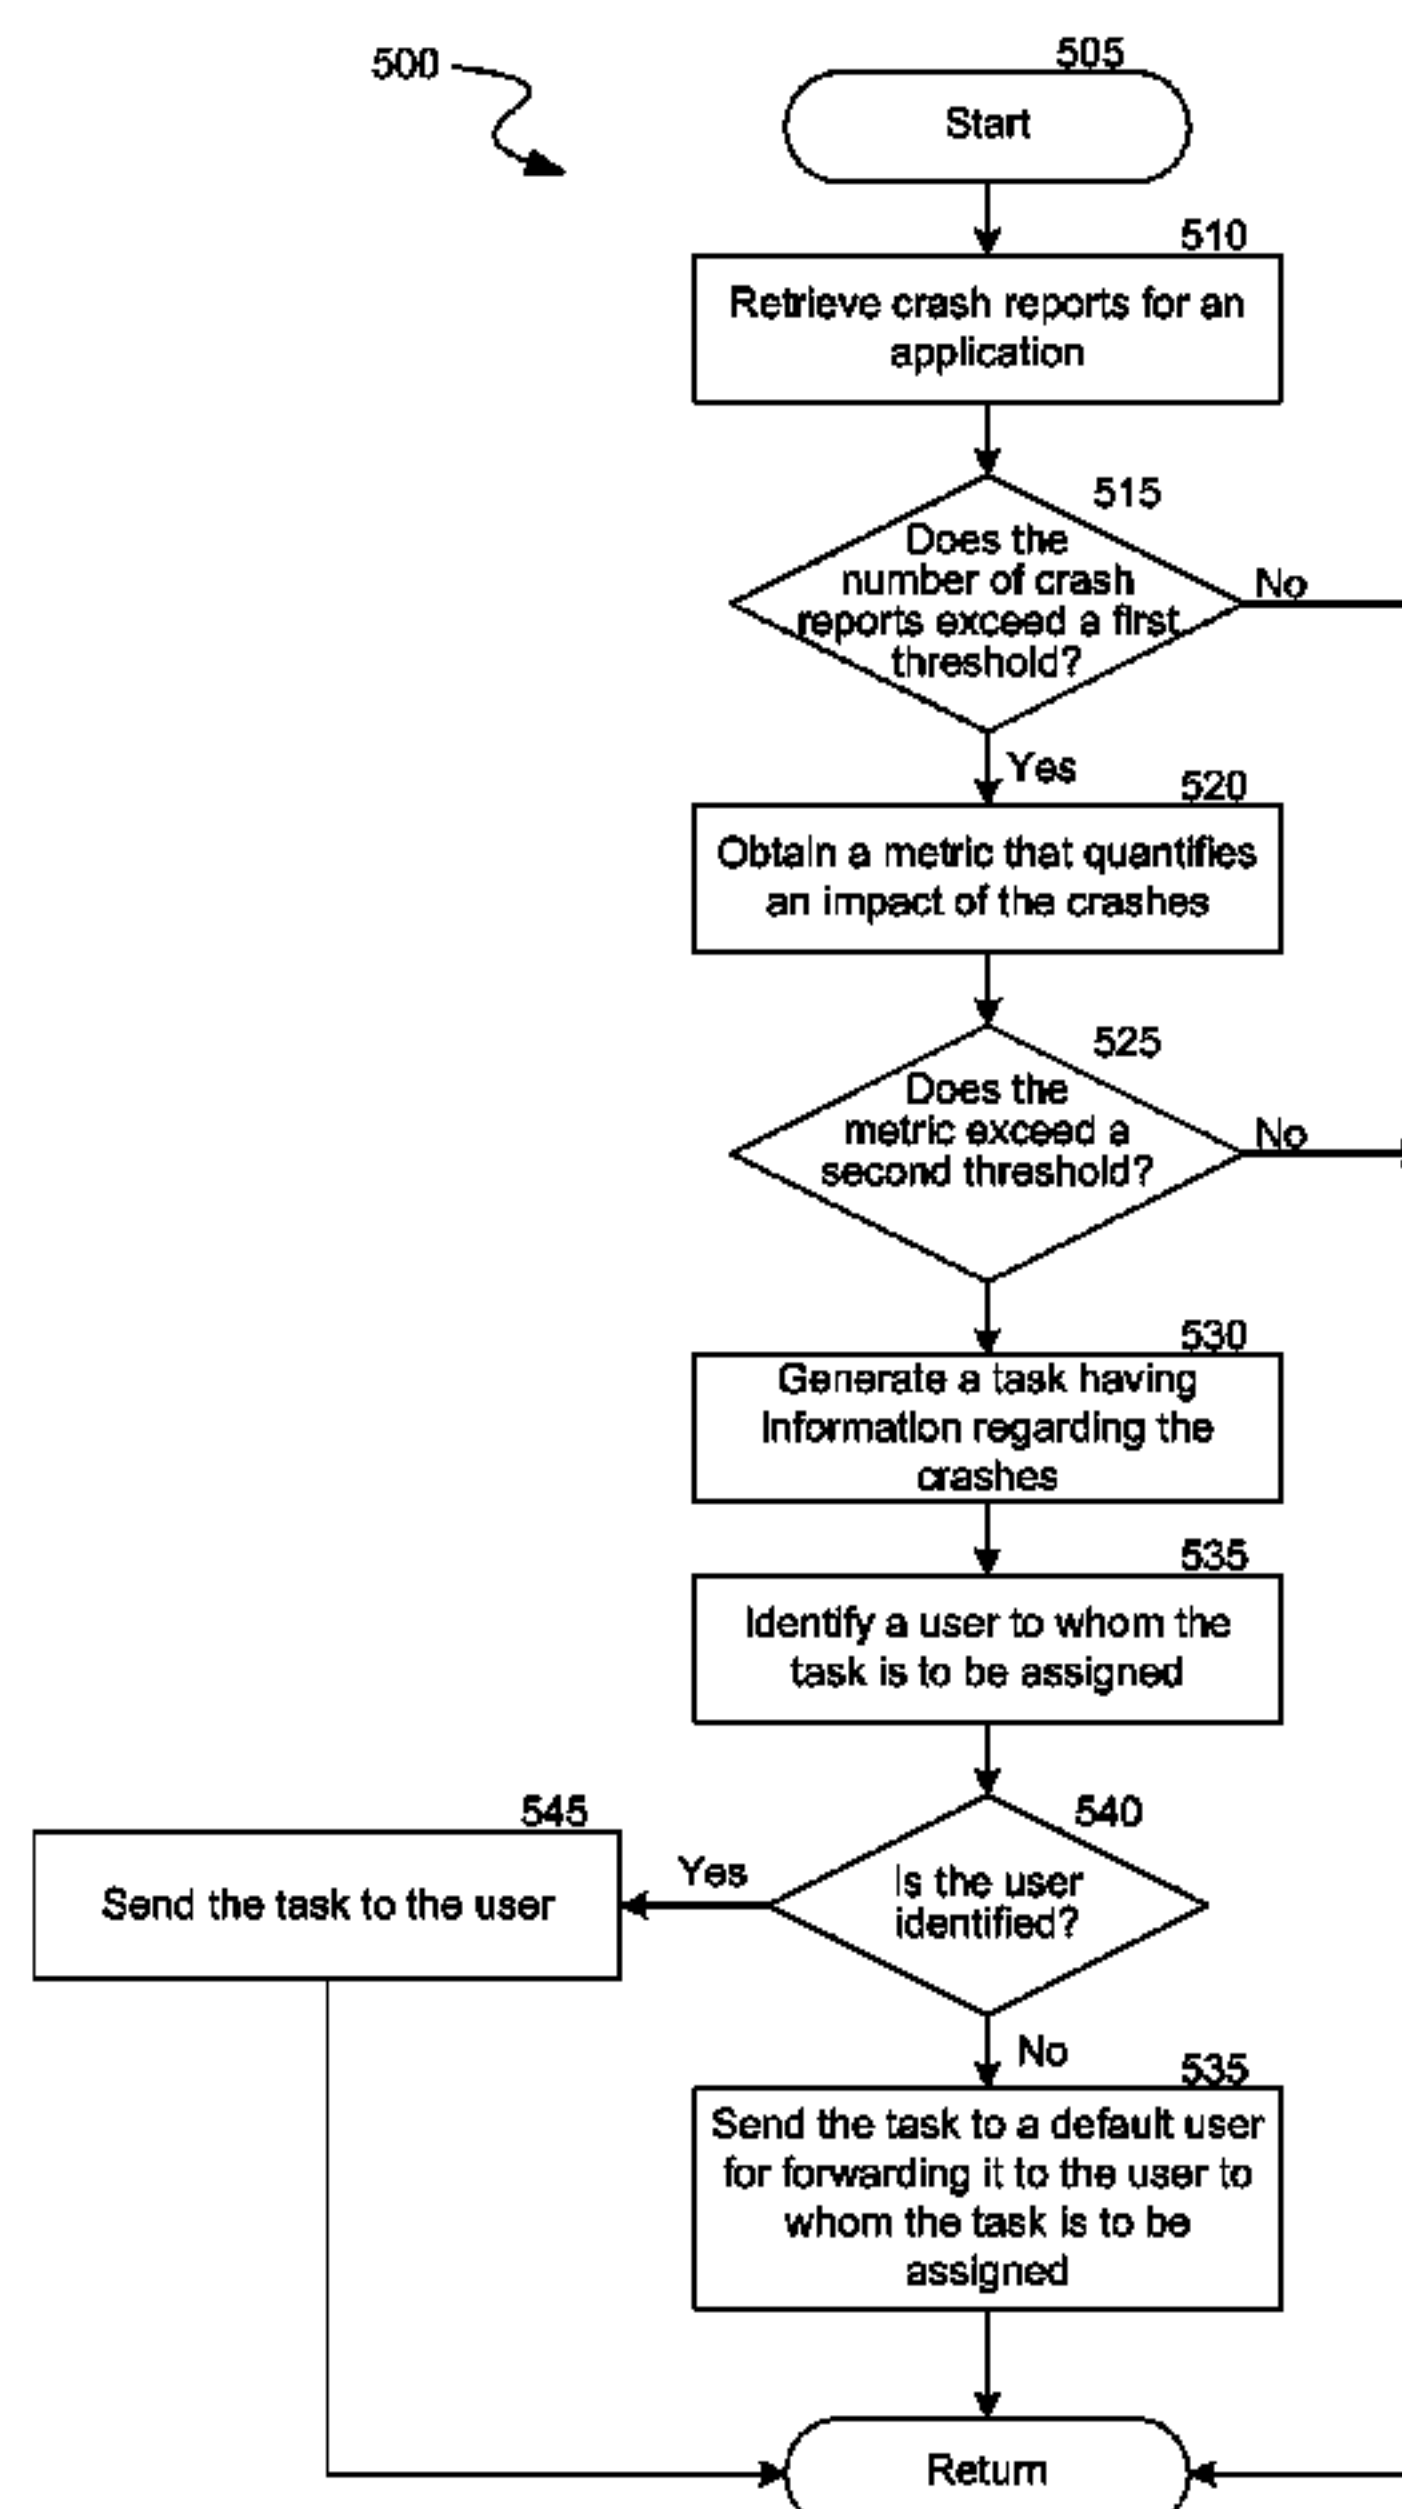 500
505
Start
510
Retrieve crash reports for an
application
515
Does the
number of crash
reports exceed a first
threshold?
No
Yes
520
Obtain a metric that quantifies
an impact of the crashes
525
Does the
metric exceed a
second threshold?
No
530
Generate a task having
information regarding the
crashes
535
Identify a user to whom the
task is to be assigned
540
Is the user
identified?
Yes
545
Send the task to the user
No
535
Send the task to a default user
for forwarding it to the user to
whom the task is to be
assigned
Return